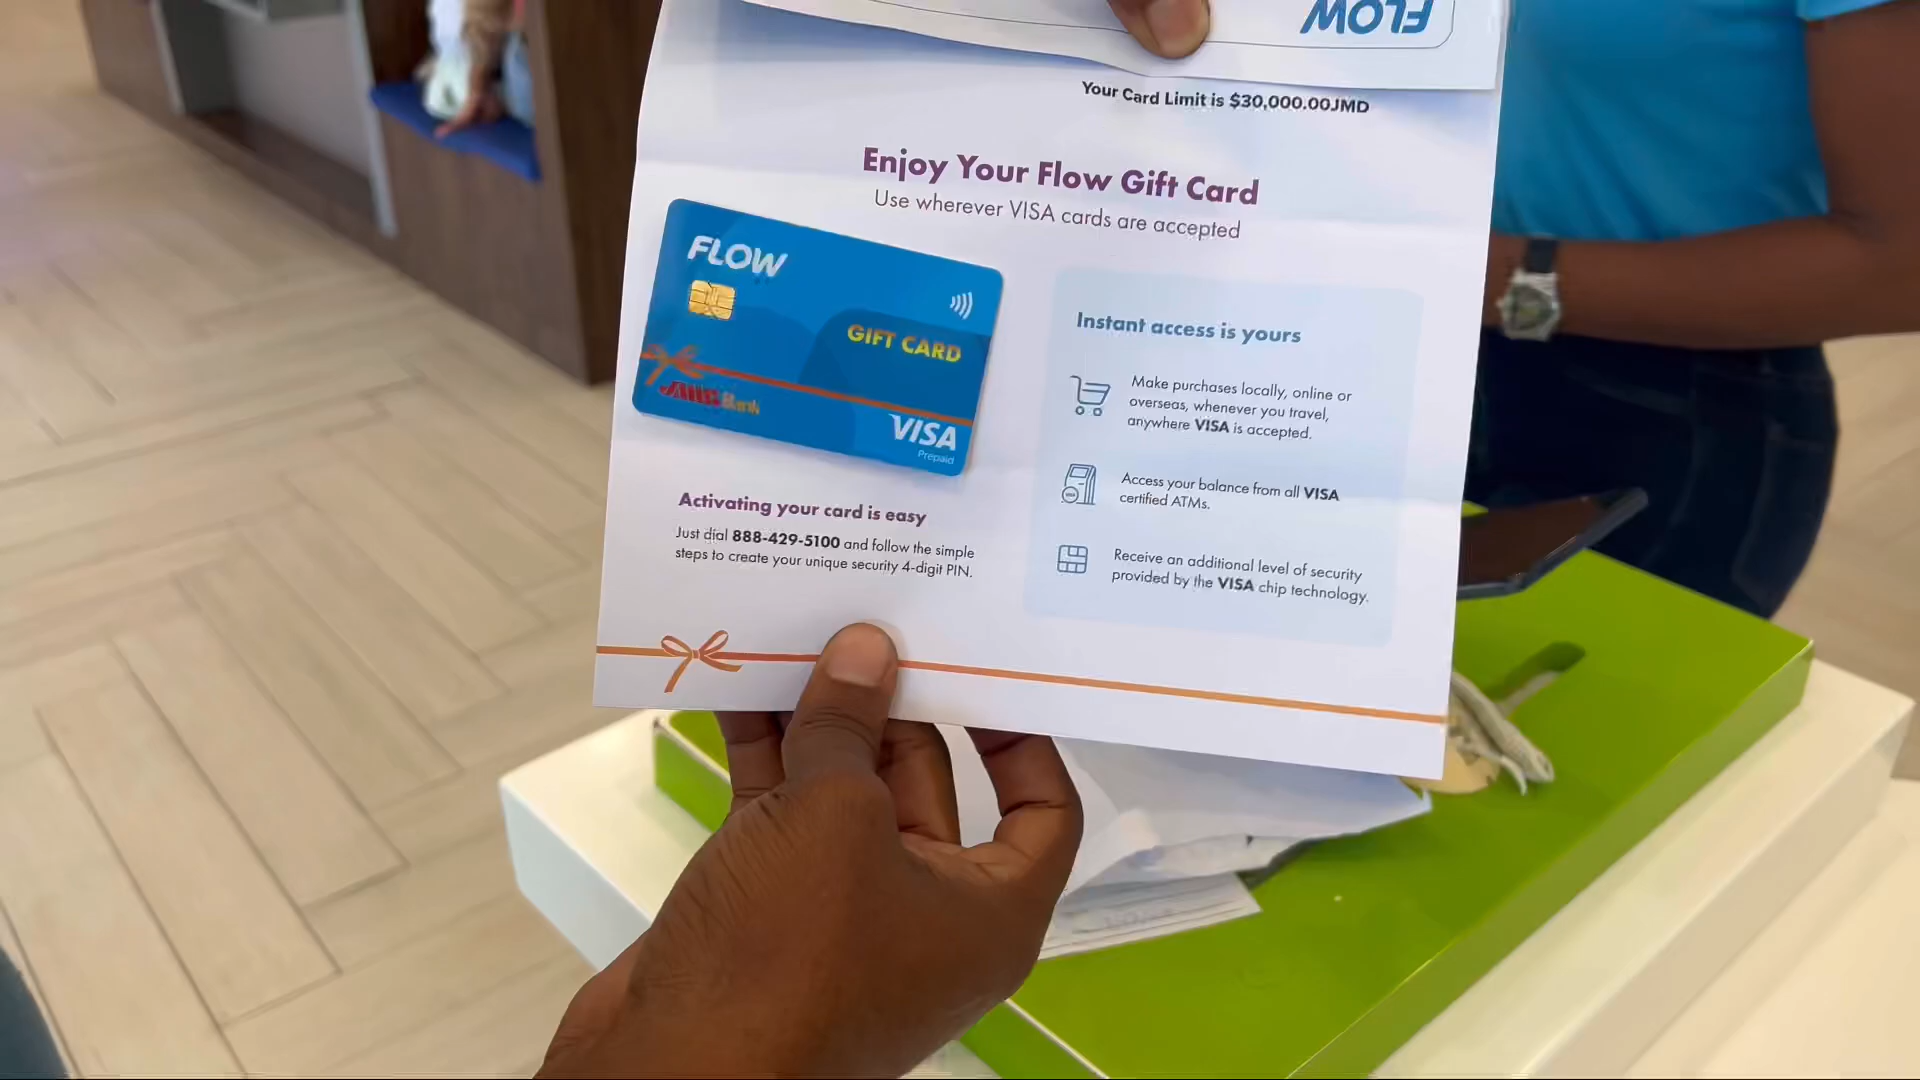 FLOW
Your Card Limit is $30,000.00JMD
Enjoy Your Flow Gift Card
Use wherever VISA cards are accepted
FLOW
GIFT CARD
Bank
VISA
Prepaid
Activating your card is easy
Just dial 888-429-5100 and follow the simple
steps to create your unique security 4-digit PIN.
Instant access is yours
Make purchases locally, online or
overseas, whenever you travel,
anywhere VISA is accepted.
Access your balance from all VISA
certified ATMs.
Receive an additional level of security
provided by the VISA chip technology.